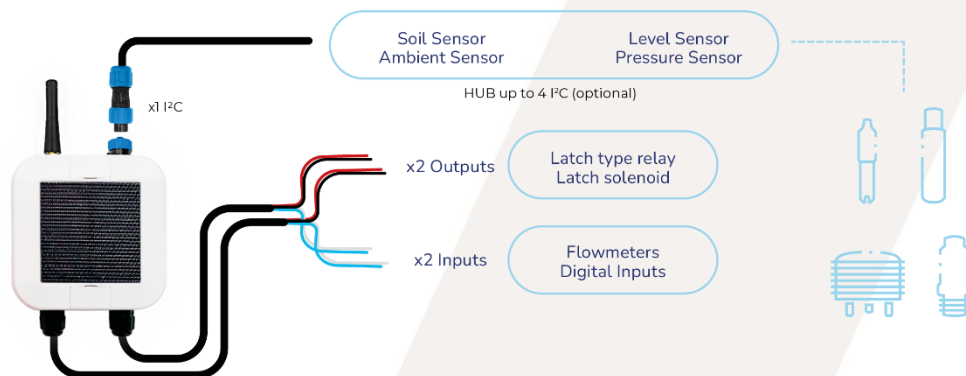 Soil Sensor
Ambient Sensor
Level Sensor
Pressure Sensor
x1 I²C
HUB up to 4 I²C (optional)
x2 Outputs
Latch type relay
Latch solenoid
x2 Inputs
Flowmeters
Digital Inputs